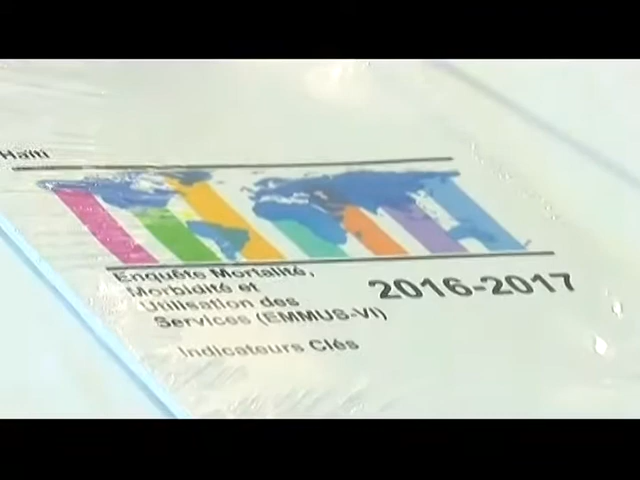 Haïti
Enquête Mortalité,
Morbidité et
Utilisation des
Services (EMMUS-VI)
2016-2017
Indicateurs Clés